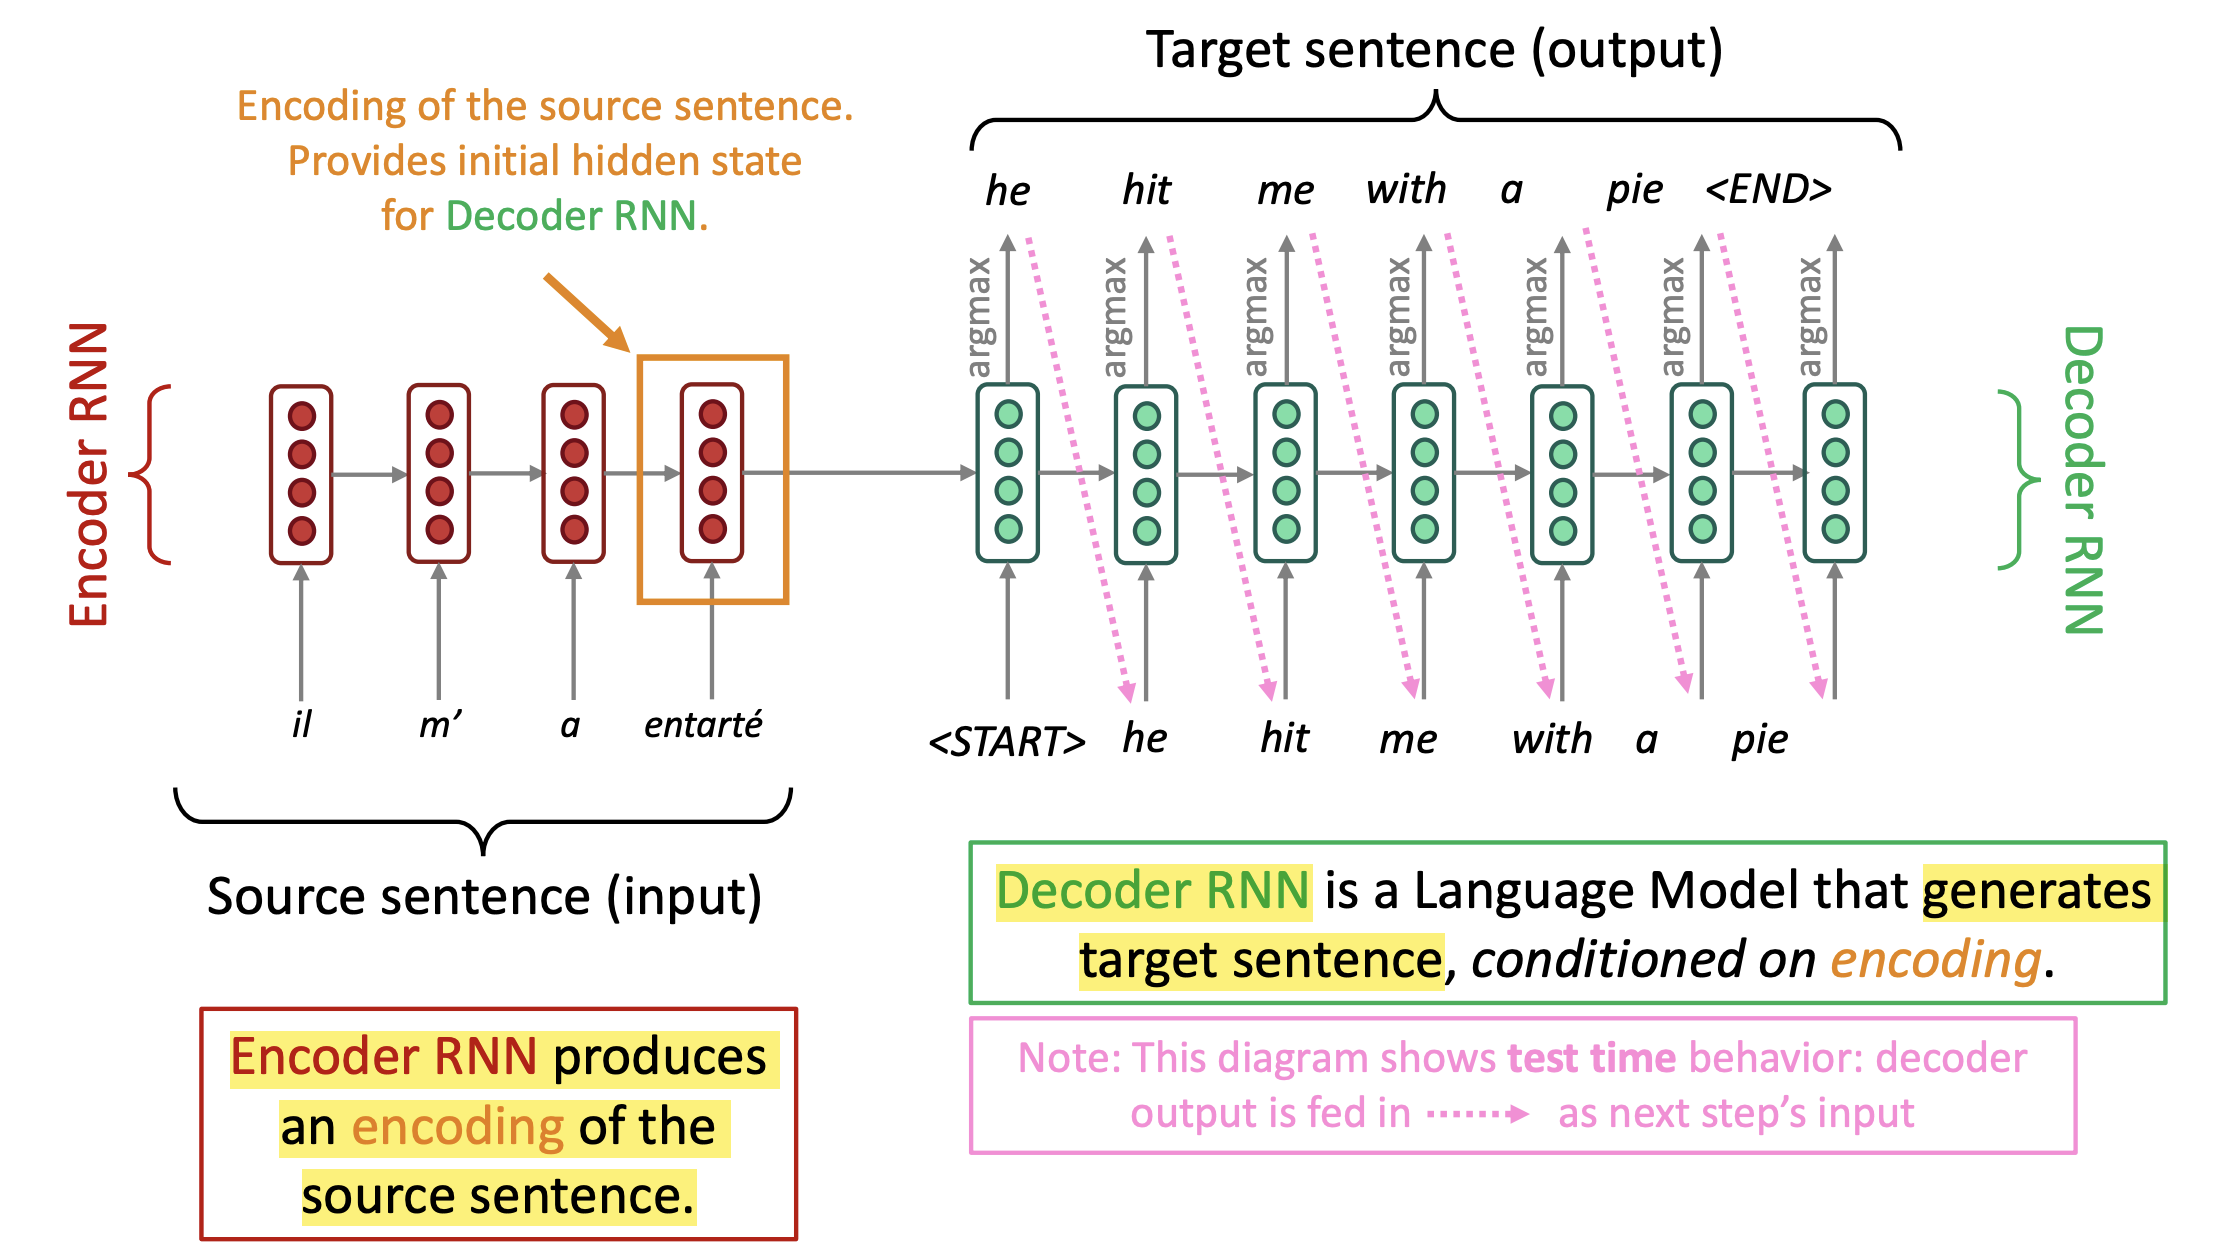 Target sentence (output)
Encoding of the source sentence.
Provides initial hidden state
for Decoder RNN.
he hit me with a pie <END>
argmax argmax argmax argmax argmax argmax argmax
Encoder RNN
Decoder RNN
il m’ a entarté
<START> he hit me with a pie
Source sentence (input)
Encoder RNN produces
an encoding of the
source sentence.
Decoder RNN is a Language Model that generates
target sentence, conditioned on encoding.
Note: This diagram shows test time behavior: decoder
output is fed in as next step’s input